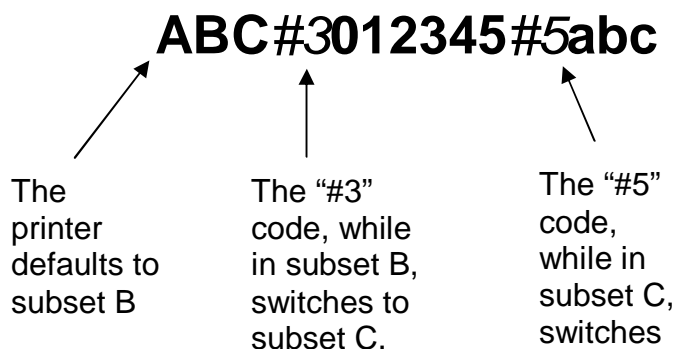 ABC#3012345#5abc
The
printer
defaults to
subset B
The “#3”
code, while
in subset B,
switches to
subset C.
The “#5”
code,
while in
subset C,
switches